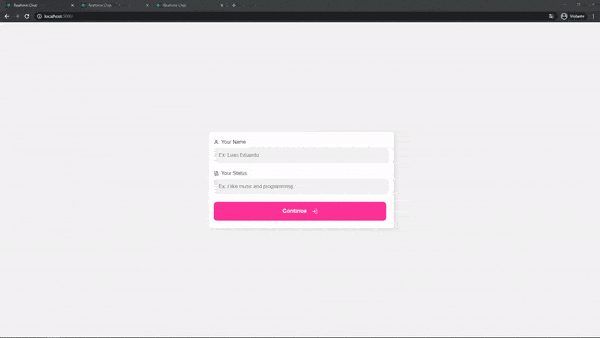 Realtime Chat
Realtime Chat
Realtime Chat
localhost:3000
Your Name
Ex: Luan Eduardo
Your Status
Ex: I like music and programming.
Continue